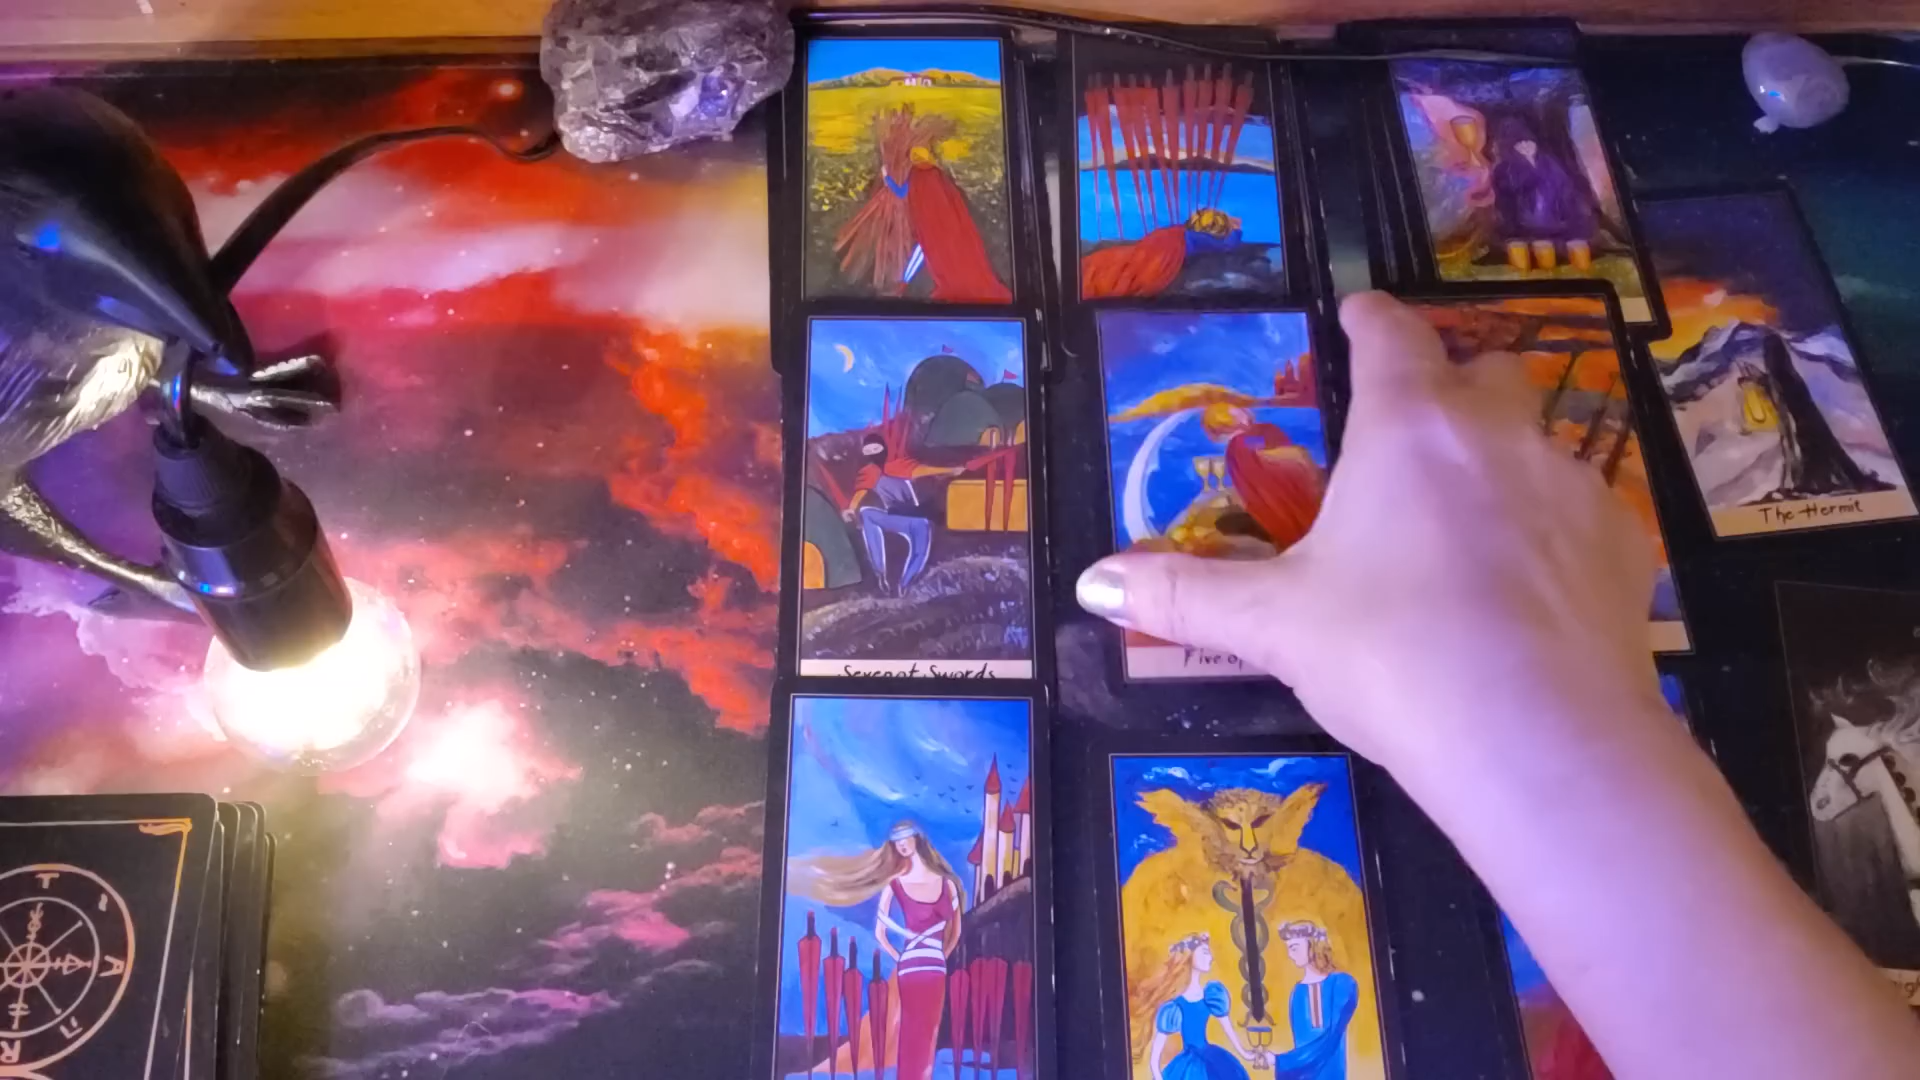 The Hermit
Seven of Swords
Five of
T
A
R